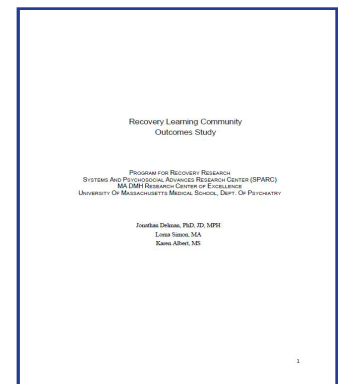 Recovery Learning Community
Outcomes Study
PROGRAM FOR RECOVERY RESEARCH
SYSTEMS AND PSYCHOSOCIAL ADVANCES RESEARCH CENTER (SPARC)
MA DMH RESEARCH CENTER OF EXCELLENCE
UNIVERSITY OF MASSACHUSETTS MEDICAL SCHOOL, DEPT. OF PSYCHIATRY
Jonathan Delman, PhD, JD, MPH
Lorna Simon, MA
Karen Albert, MS
1